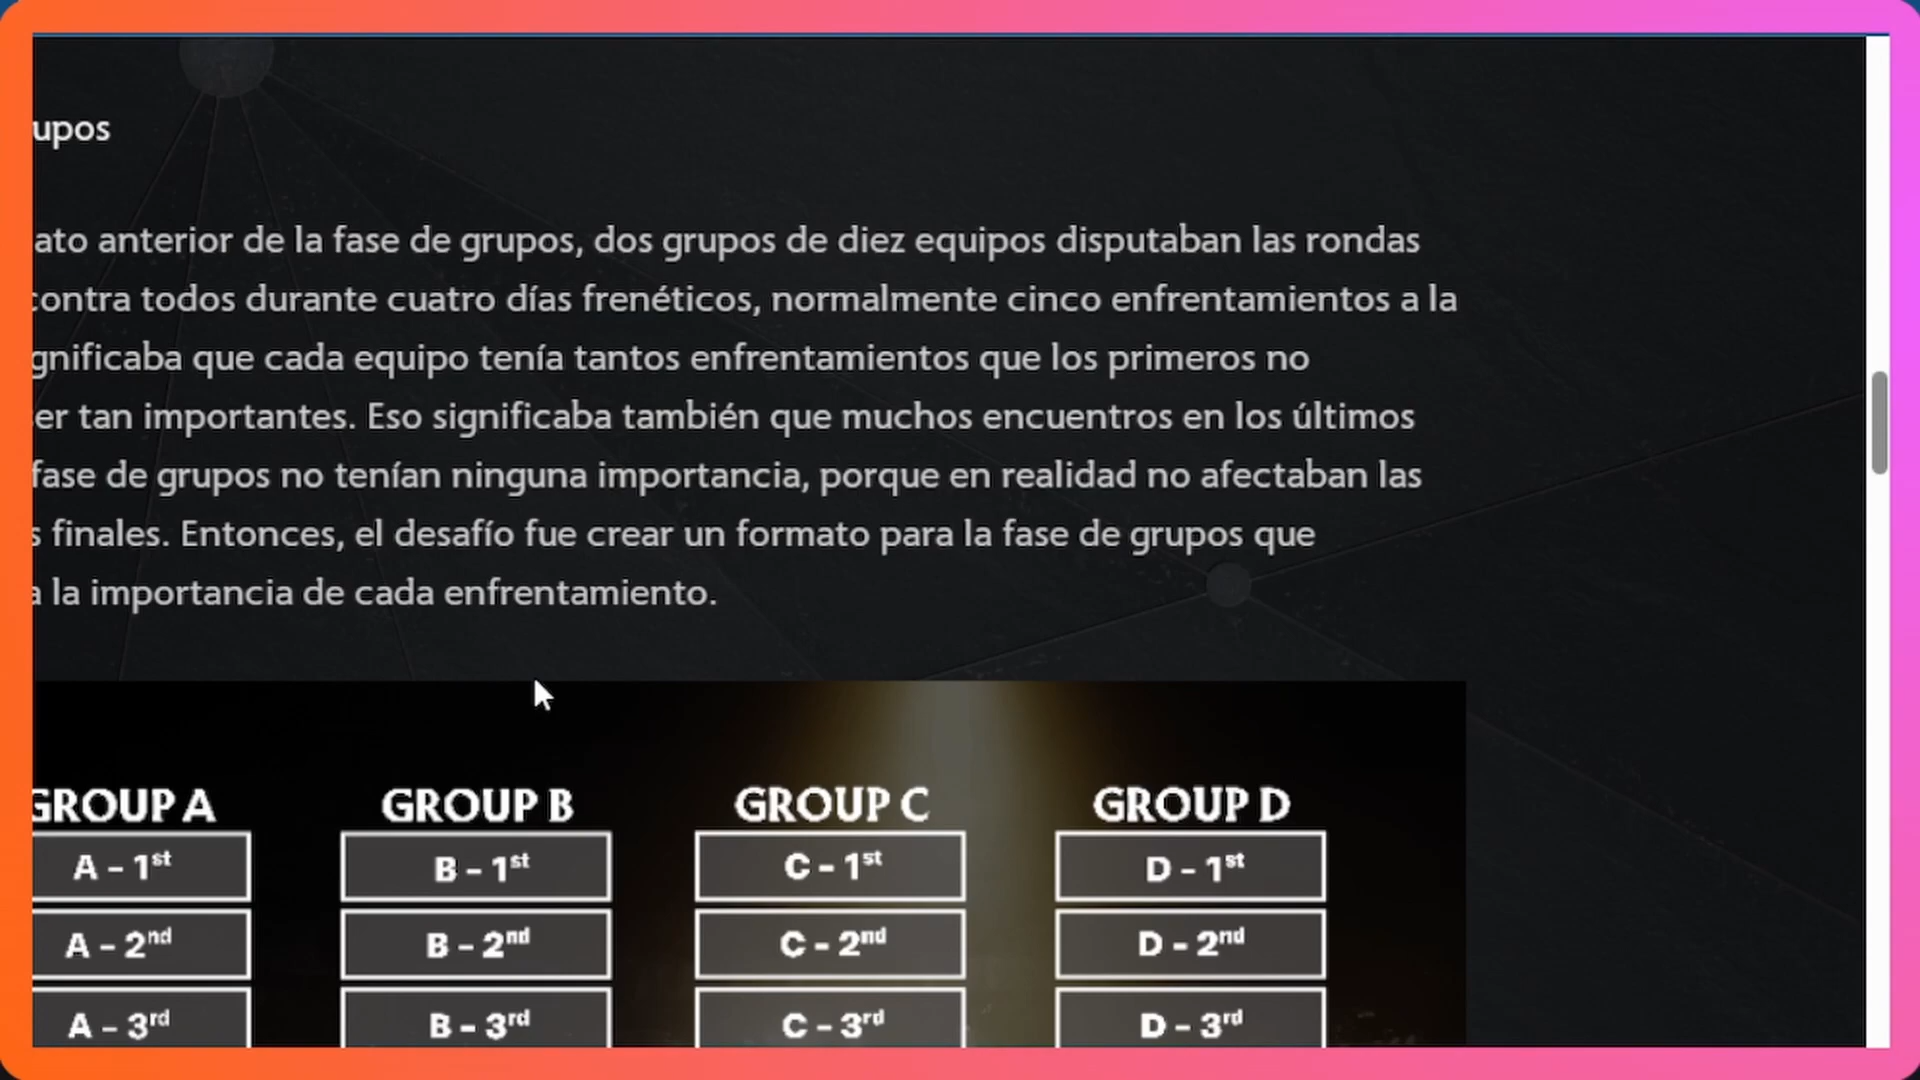 upos
ato anterior de la fase de grupos, dos grupos de diez equipos disputaban las rondas
contra todos durante cuatro días frenéticos, normalmente cinco enfrentamientos a la
gnificaba que cada equipo tenía tantos enfrentamientos que los primeros no
er tan importantes. Eso significaba también que muchos encuentros en los últimos
fase de grupos no tenían ninguna importancia, porque en realidad no afectaban las
s finales. Entonces, el desafío fue crear un formato para la fase de grupos que
a la importancia de cada enfrentamiento.
GROUP A GROUP B GROUP C GROUP D
A - 1st B - 1st C - 1st D - 1st
A - 2nd B - 2nd C - 2nd D - 2nd
A - 3rd B - 3rd C - 3rd D - 3rd